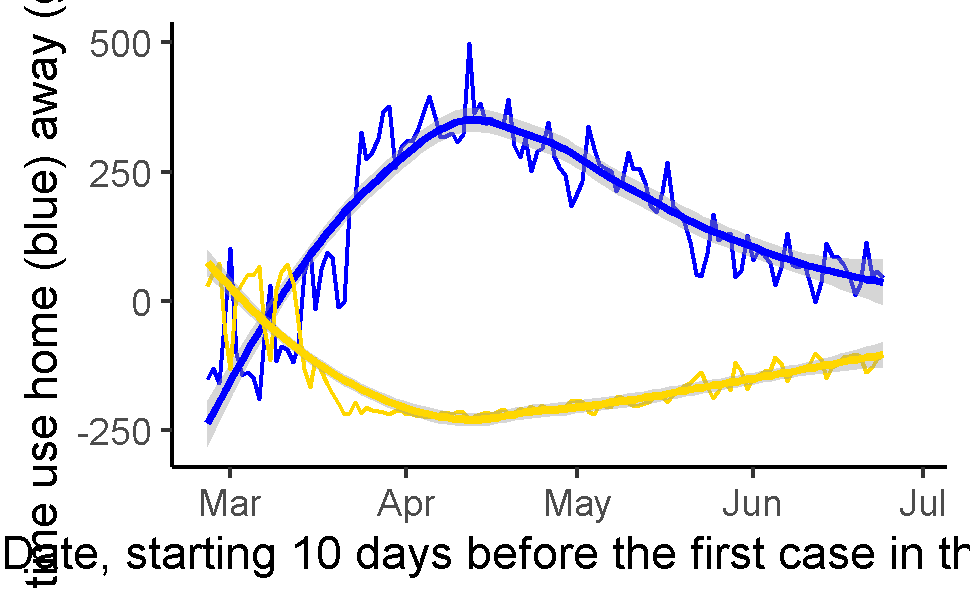 time use home (blue) away (
500
250
0
-250
Mar Apr May Jun Jul
Date, starting 10 days before the first case in th